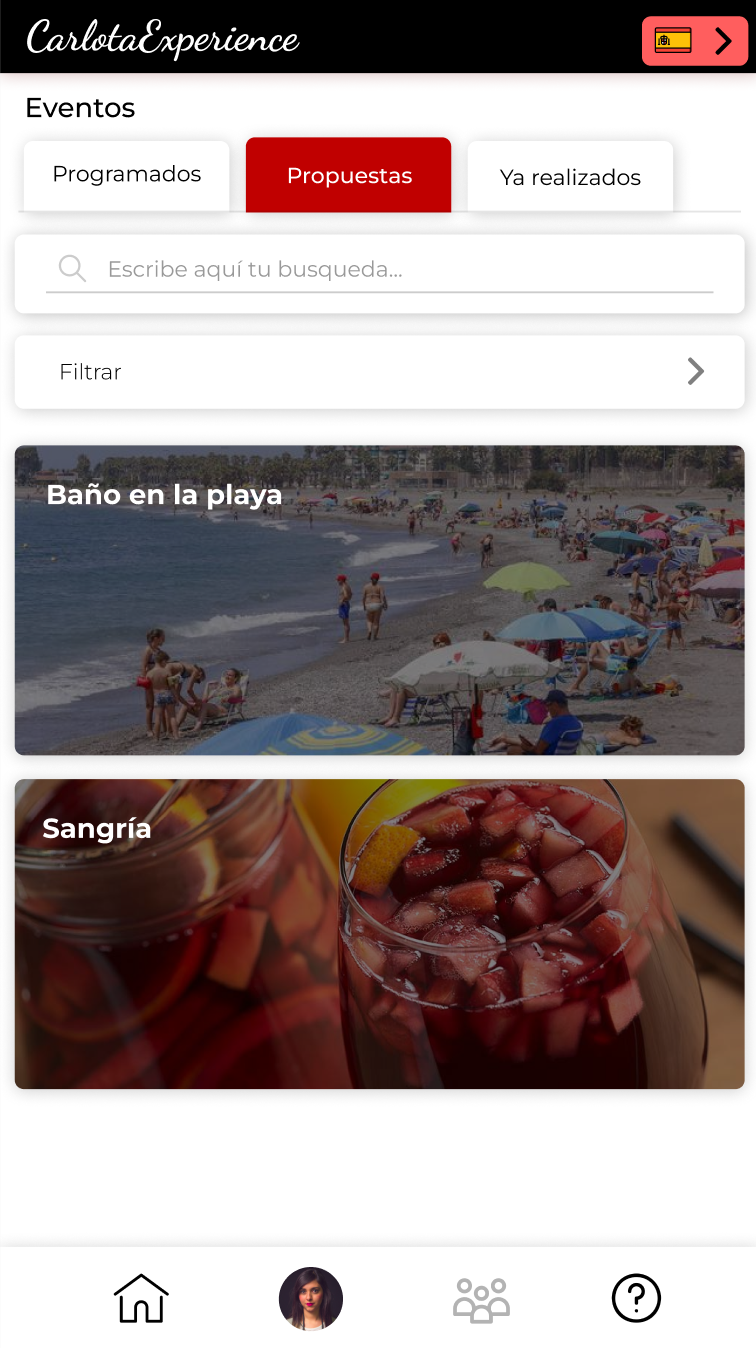 CarlotaExperience
Eventos
Programados
Propuestas
Ya realizados
Escribe aquí tu busqueda...
Filtrar
Baño en la playa
Sangría